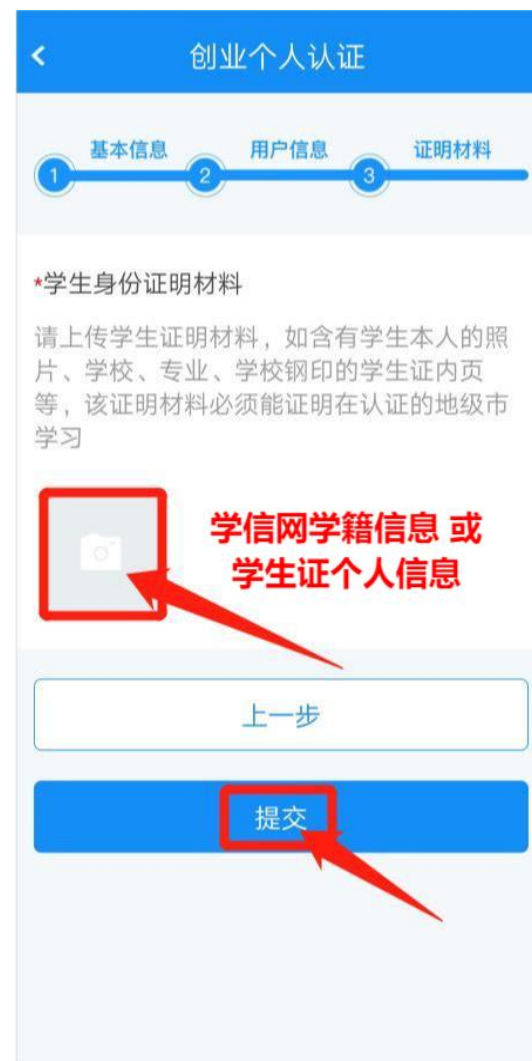 创业个人认证
基本信息 用户信息 证明材料
1 2 3
*学生身份证明材料
请上传学生证明材料，如含有学生本人的照
片、学校、专业、学校钢印的学生证内页
等，该证明材料必须能证明在认证的地级市
学习
学信网学籍信息 或
学生证个人信息
上一步
提交